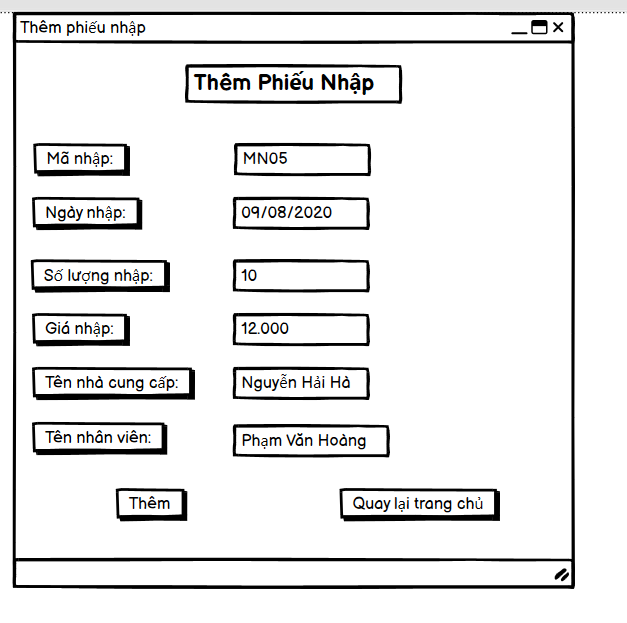 Thêm phiếu nhập
Thêm Phiếu Nhập
Mã nhập: MN05
Ngày nhập: 09/08/2020
Số lượng nhập: 10
Giá nhập: 12.000
Tên nhà cung cấp: Nguyễn Hải Hà
Tên nhân viên: Phạm Văn Hoàng
Thêm Quay lại trang chủ